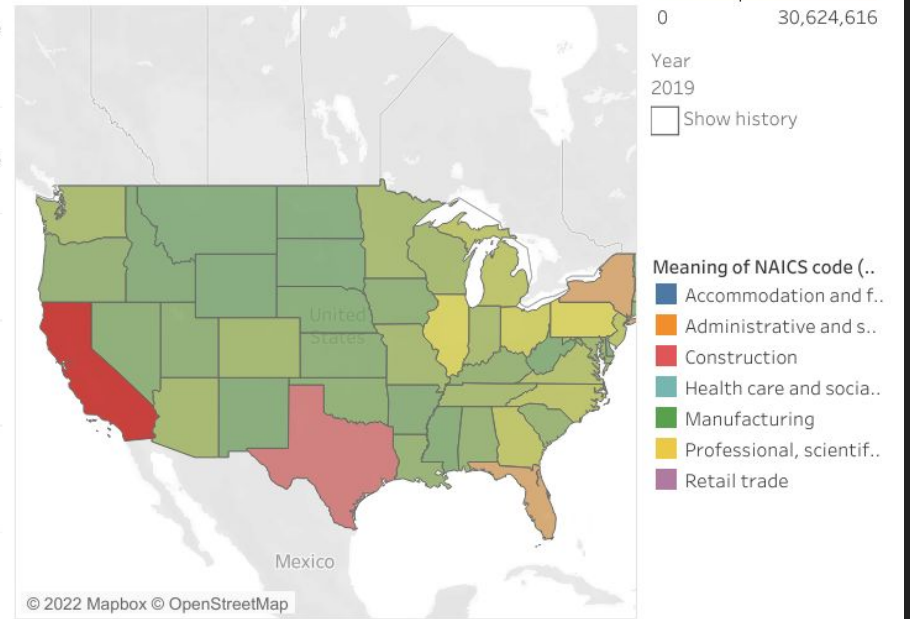 0 30,624,616
Year
2019
Show history
Meaning of NAICS code (..
Accommodation and f..
Administrative and s..
Construction
Health care and socia..
Manufacturing
Professional, scientif..
Retail trade
United
States
Mexico
© 2022 Mapbox © OpenStreetMap